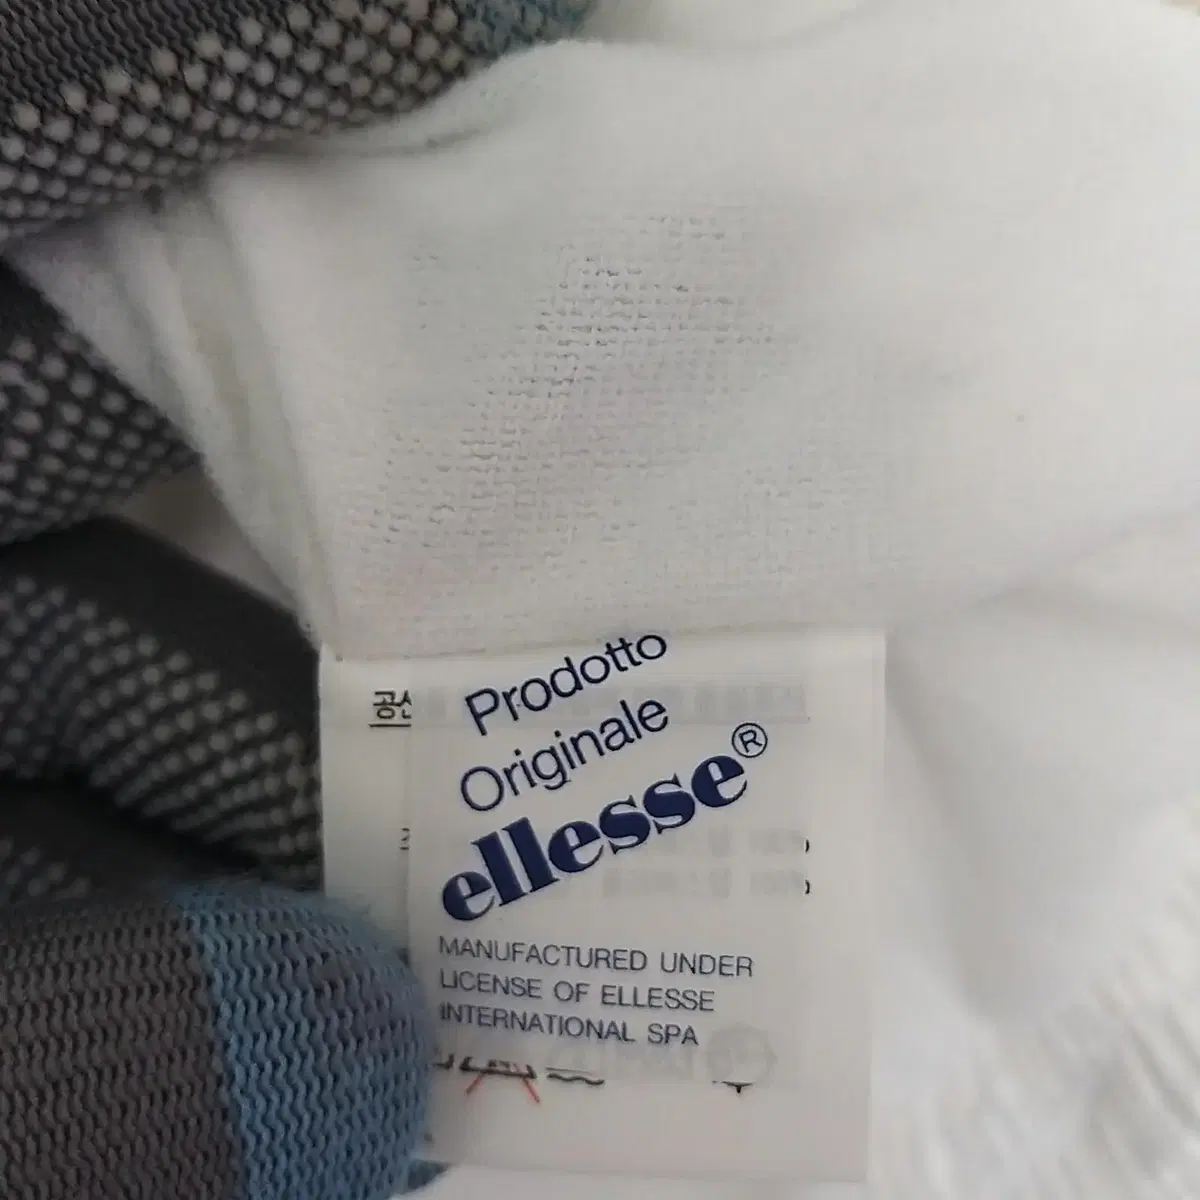 Prodotto
Originale
ellesse®
MANUFACTURED UNDER
LICENSE OF ELLESSE
INTERNATIONAL SPA